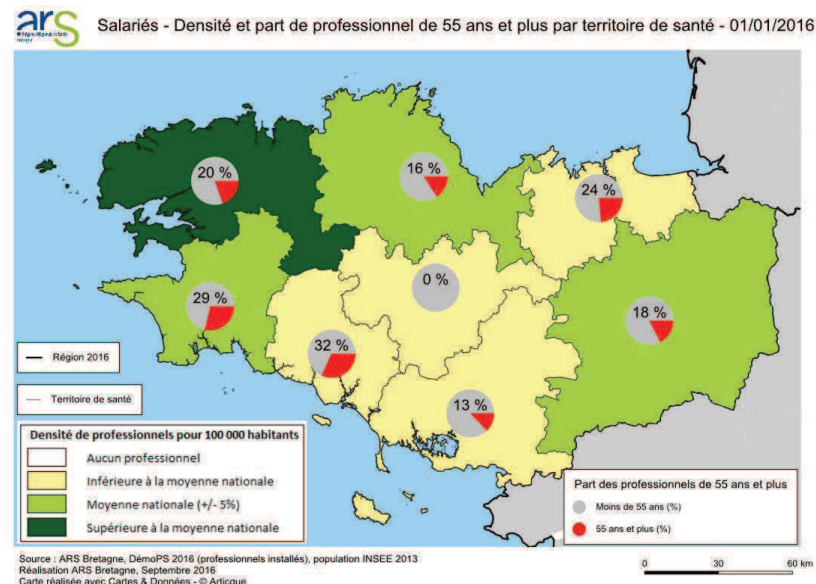 ars
Salariés - Densité et part de professionnel de 55 ans et plus par territoire de santé - 01/01/2016
20 %
16 %
24 %
0 %
29 %
18 %
32 %
13 %
Région 2016
Territoire de santé
Densité de professionnels pour 100 000 habitants
Aucun professionnel
Inférieure à la moyenne nationale
Moyenne nationale (+/- 5%)
Supérieure à la moyenne nationale
Part des professionnels de 55 ans et plus
Moins de 55 ans (%)
55 ans et plus (%)
Source : ARS Bretagne, DémoPS 2016 (professionnels installés), population INSEE 2013
Réalisation ARS Bretagne, Septembre 2016
Carte réalisée avec Cartes & Données - © Articque
0 30 60 km